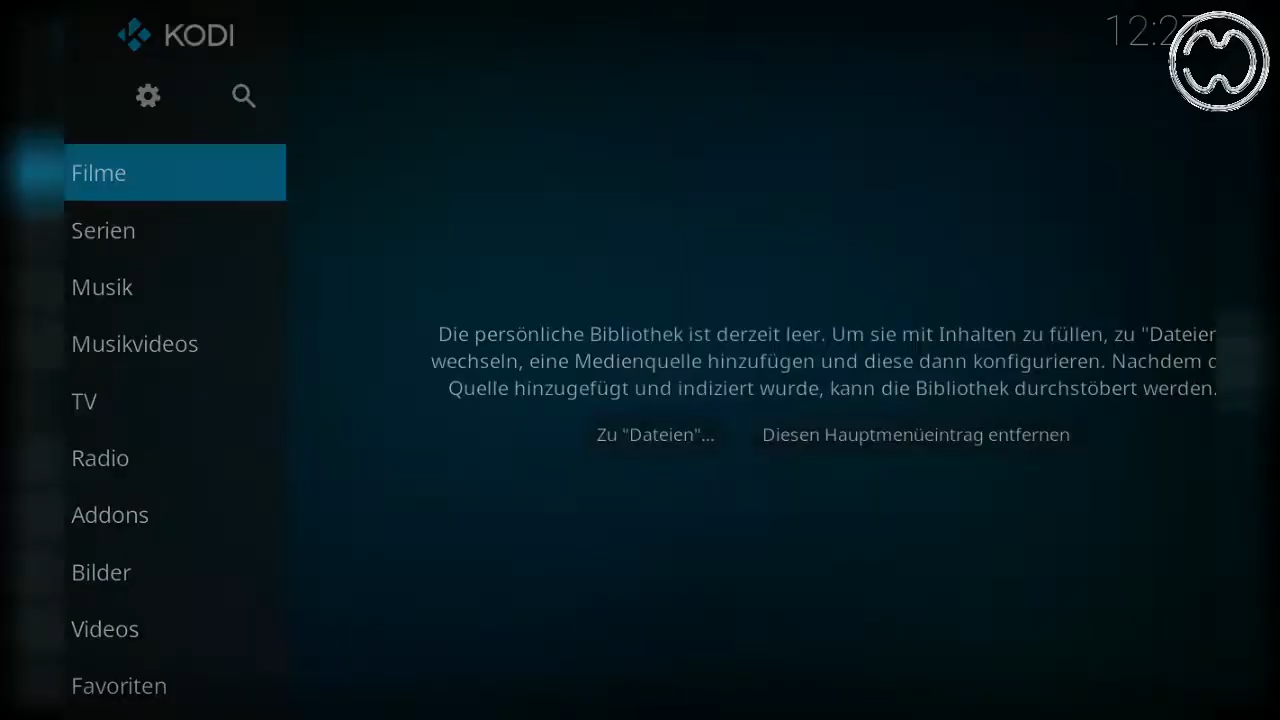 KODI
Filme
Serien
Musik
Musikvideos
TV
Radio
Addons
Bilder
Videos
Favoriten
Die persönliche Bibliothek ist derzeit leer. Um sie mit Inhalten zu füllen, zu "Dateien
wechseln, eine Medienquelle hinzufügen und diese dann konfigurieren. Nachdem d
Quelle hinzugefügt und indiziert wurde, kann die Bibliothek durchstöbert werden.
Zu "Dateien"... Diesen Hauptmenüeintrag entfernen